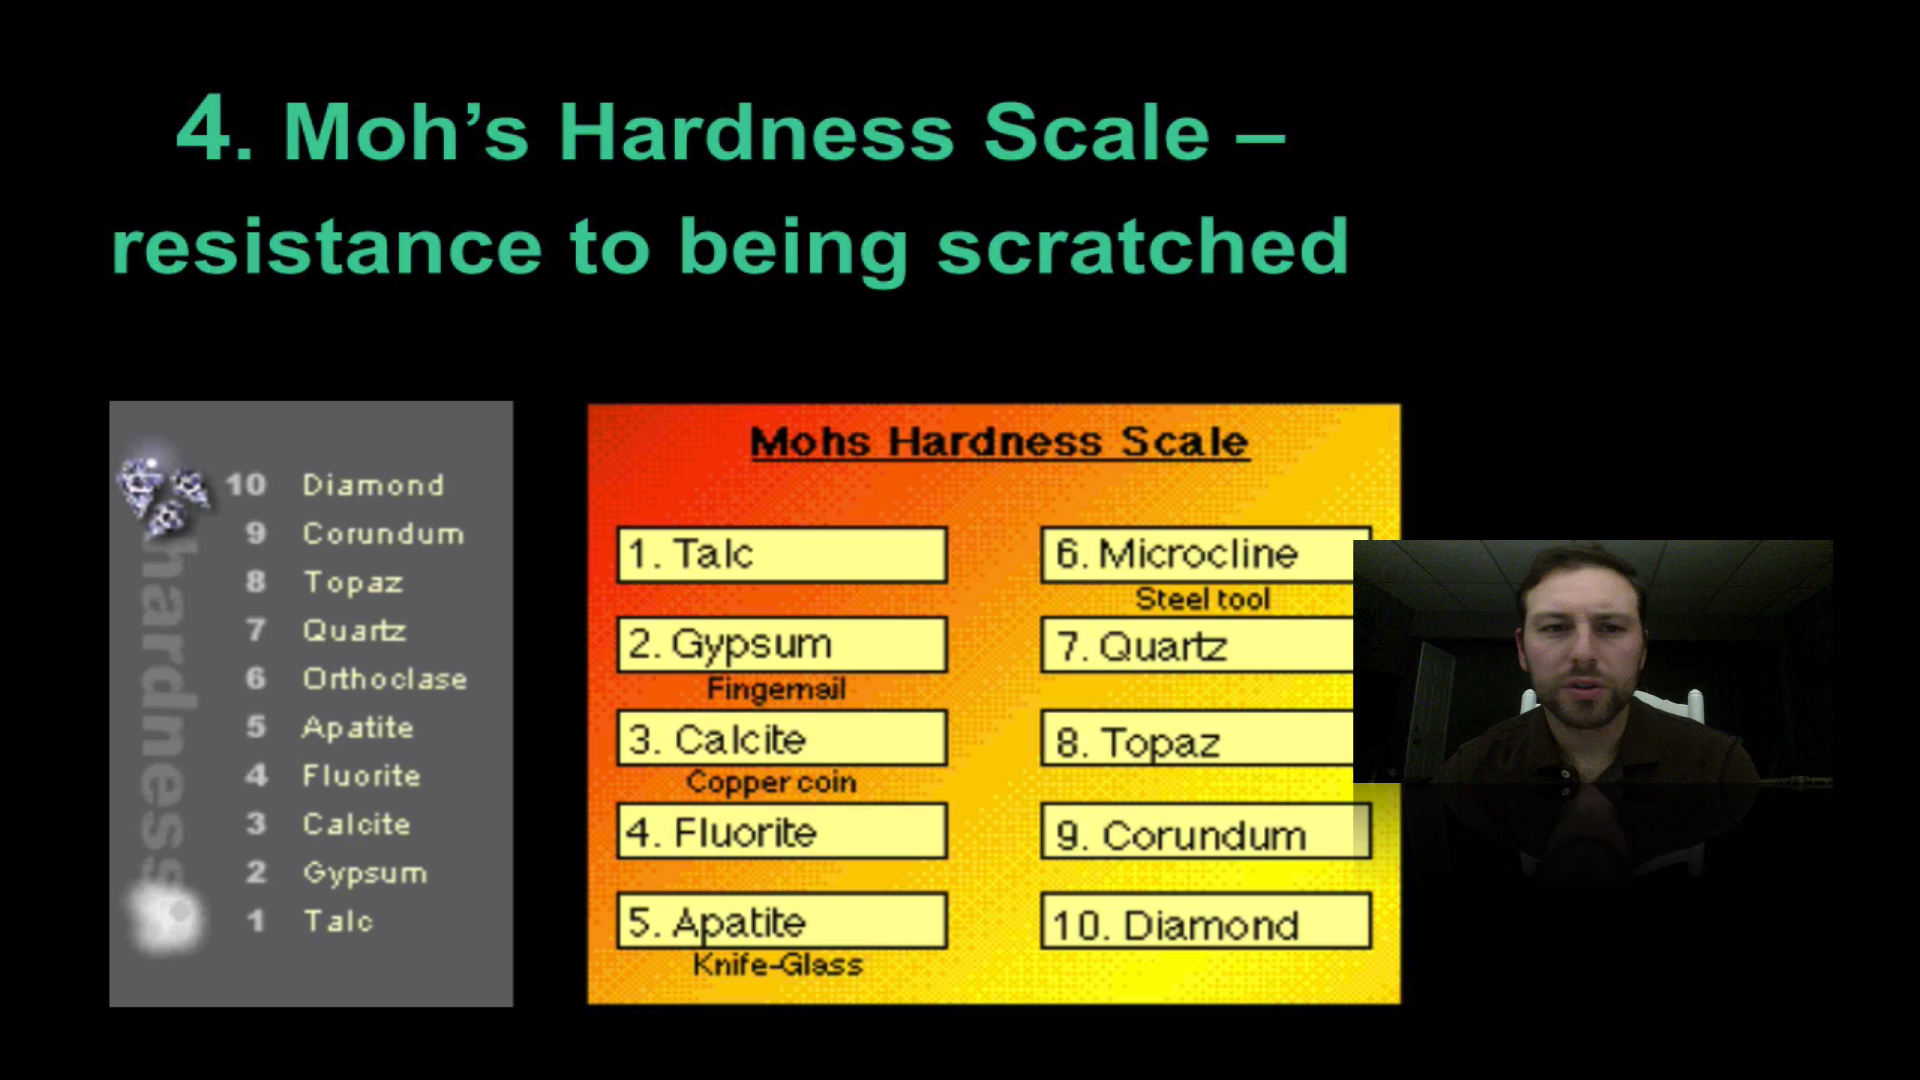 4. Moh’s Hardness Scale –
resistance to being scratched
hardness
10 Diamond
9 Corundum
8 Topaz
7 Quartz
6 Orthoclase
5 Apatite
4 Fluorite
3 Calcite
2 Gypsum
1 Talc
Mohs Hardness Scale
1. Talc
2. Gypsum
Fingernail
3. Calcite
Copper coin
4. Fluorite
5. Apatite
Knife-Glass
6. Microcline
Steel tool
7. Quartz
8. Topaz
9. Corundum
10. Diamond